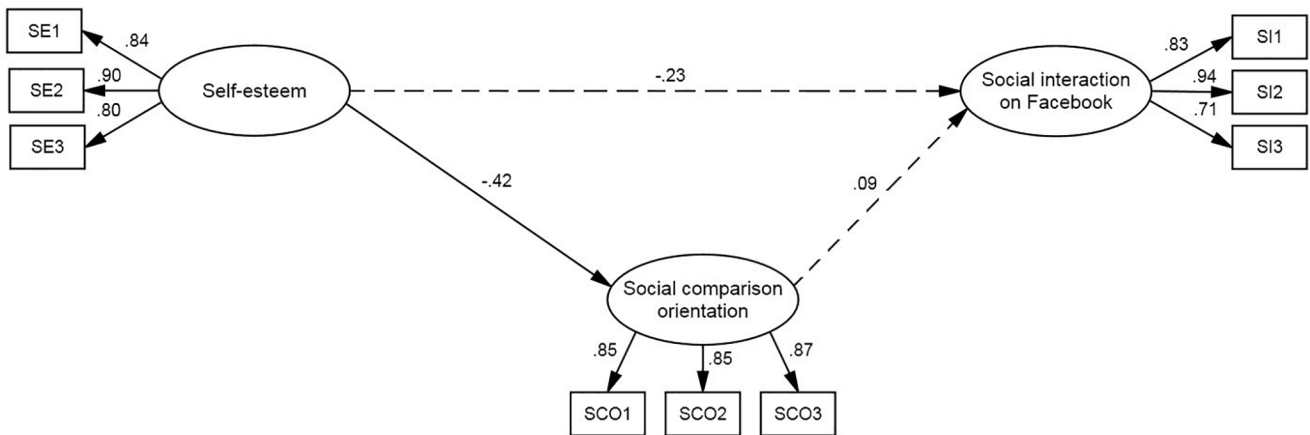 SE1
.84
SE2
.90
SE3
.80
Self-esteem
-.23
Social interaction
on Facebook
.83
SI1
.94
SI2
.71
SI3
-.42
.09
Social comparison
orientation
.85
.85
.87
SCO1
SCO2
SCO3